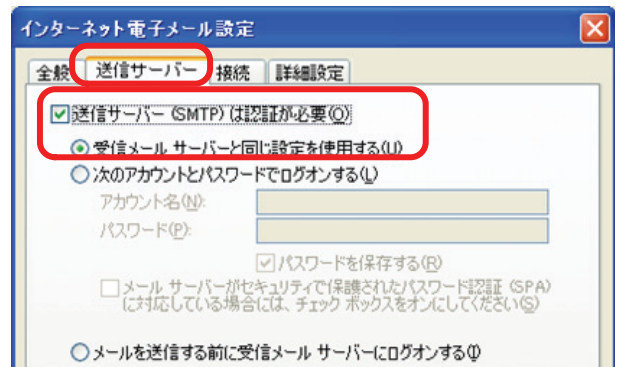 インターネット電子メール設定
全般 送信サーバー 接続 詳細設定
送信サーバー (SMTP) は認証が必要(O)
受信メール サーバーと同じ設定を使用する(U)
次のアカウントとパスワードでログオンする(L)
アカウント名(N):
パスワード(P):
パスワードを保存する(R)
メール サーバーがセキュリティで保護されたパスワード認証 (SPA)
に対応している場合には、チェック ボックスをオンにしてください(S)
メールを送信する前に受信メール サーバーにログオンする(I)